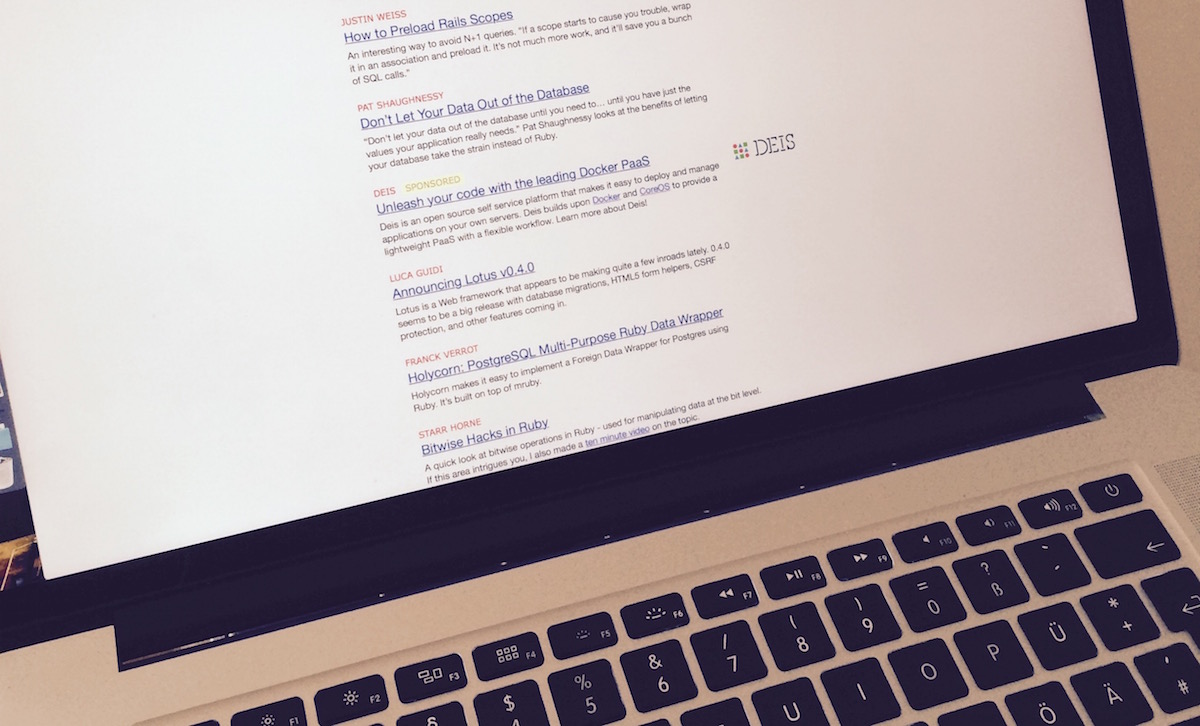 JUSTIN WEISS
How to Preload Rails Scopes
An interesting way to avoid N+1 queries. "If a scope starts to cause you trouble, wrap
it in an association and preload it. It's not much more work, and it'll save you a bunch
of SQL calls."
PAT SHAUGHNESSY
Don't Let Your Data Out of the Database
"Don't let your data out of the database until you need to… until you have just the
values your application really needs." Pat Shaughnessy looks at the benefits of letting
your database take the strain instead of Ruby.
DEIS SPONSORED
Unleash your code with the leading Docker PaaS
DEIS
Deis is an open source self service platform that makes it easy to deploy and manage
applications on your own servers. Deis builds upon Docker and CoreOS to provide a
lightweight PaaS with a flexible workflow. Learn more about Deis!
LUCA GUIDI
Announcing Lotus v0.4.0
Lotus is a Web framework that appears to be making quite a few inroads lately. 0.4.0
seems to be a big release with database migrations, HTML5 form helpers, CSRF
protection, and other features coming in.
FRANCK VERROT
Holycorn: PostgreSQL Multi-Purpose Ruby Data Wrapper
Holycorn makes it easy to implement a Foreign Data Wrapper for Postgres using
Ruby. It's built on top of mruby.
STARR HORNE
Bitwise Hacks in Ruby
A quick look at bitwise operations in Ruby - used for manipulating data at the bit level.
If this area intrigues you, I also made a ten minute video on the topic.
F1 F2 F3 F4 F5 F6 F7 F8 F9 F10 F11 F12
§ $ % & / ( ) = ?
4 5 6 7 8 9 0 ß
U I O P Ü * +
Ö Ä ' #